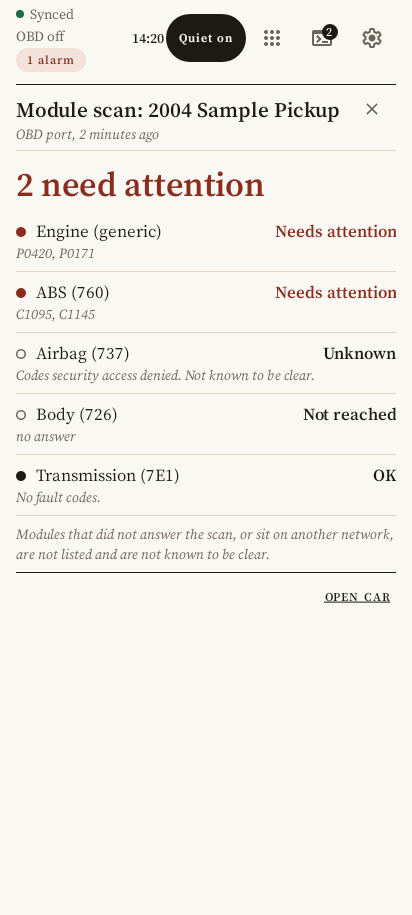 Synced
OBD off
1 alarm
14:20
Quiet on
2
Module scan: 2004 Sample Pickup
OBD port, 2 minutes ago
2 need attention
Engine (generic) Needs attention
P0420, P0171
ABS (760) Needs attention
C1095, C1145
Airbag (737) Unknown
Codes security access denied. Not known to be clear.
Body (726) Not reached
no answer
Transmission (7E1) OK
No fault codes.
Modules that did not answer the scan, or sit on another network,
are not listed and are not known to be clear.
OPEN CAR